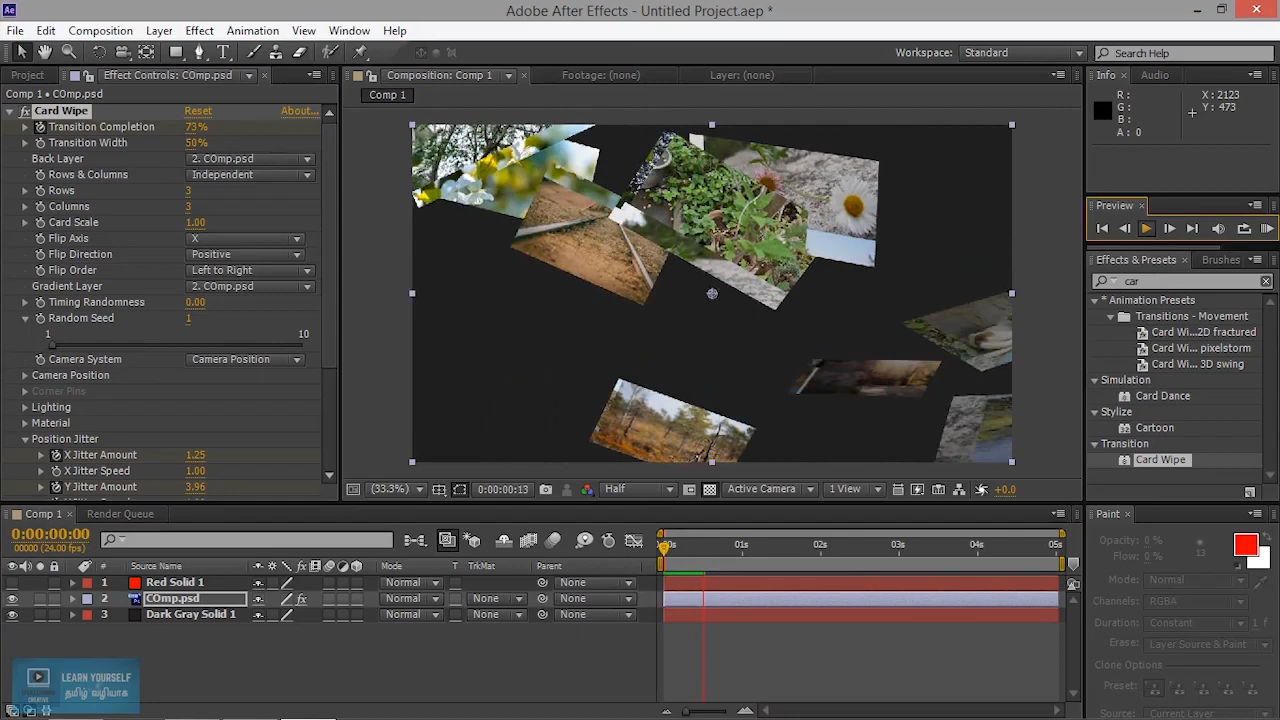 Ae Adobe After Effects - Untitled Project.aep *
File Edit Composition Layer Effect Animation View Window Help
Workspace: Standard Search Help
Project Effect Controls: COmp.psd Composition: Comp 1 Footage: (none) Layer: (none) Info Audio
Comp 1 • COmp.psd
Comp 1
Card Wipe Reset About...
Transition Completion 73%
Transition Width 50%
Back Layer 2. COmp.psd
Rows & Columns Independent
Rows 3
Columns 3
Card Scale 1.00
Flip Axis X
Flip Direction Positive
Flip Order Left to Right
Gradient Layer 2. COmp.psd
Timing Randomness 0.00
Random Seed 1
1 10
Camera System Camera Position
Camera Position
Corner Pins
Lighting
Material
Position Jitter
X Jitter Amount 1.25
X Jitter Speed 1.00
Y Jitter Amount 3.96
R:
G:
B:
A: 0
X: 2123
Y: 473
Preview
Effects & Presets Brushes
car
* Animation Presets
Transitions - Movement
Card Wi...2D fractured
Card Wi... pixelstorm
Card Wi... 3D swing
Simulation
Card Dance
Stylize
Cartoon
Transition
Card Wipe
(33.3%) 0:00:00:13 Half Active Camera 1 View +0.0
Comp 1 Render Queue
0:00:00:00
00000 (24.00 fps)
Source Name Mode T TrkMat Parent
01s 02s 03s 04s 05s
1 Red Solid 1 Normal None
2 COmp.psd Normal None None
3 Dark Gray Solid 1 Normal None None
Paint
Opacity: 0 %
Flow: 0 %
13
Mode: Normal
Channels: RGBA
Duration: Constant 1 f
Erase: Layer Source & Paint
Clone Options
Preset:
Source: Current Layer
LEARN YOURSELF
தமிழ் வழியாக
CREATIVE